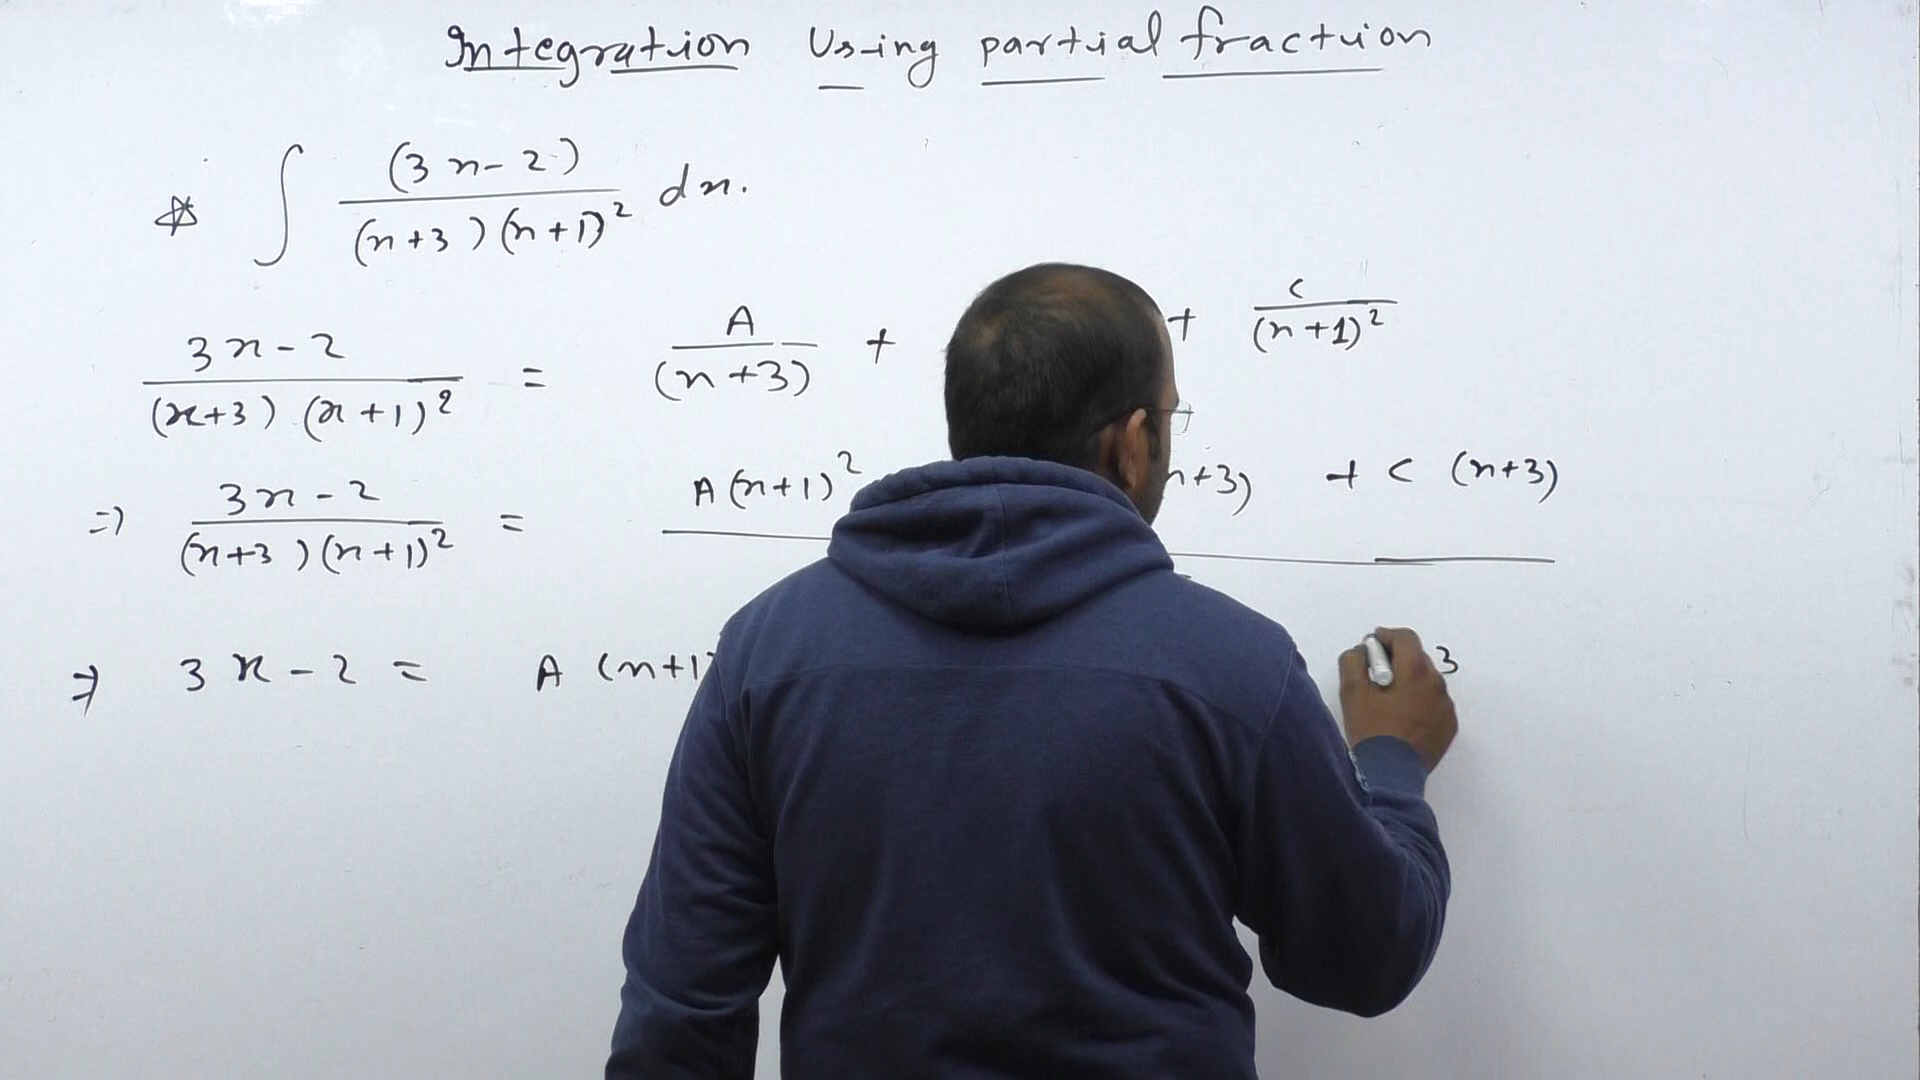 Integration Using partial fraction
∫ (3x-2) / (x+3)(x+1)² dx.
3x-2 / (x+3)(x+1)² = A / (x+3) + + C / (x+1)²
=> 3x-2 / (x+3)(x+1)² = A(x+1)² x+3) + C (x+3)
=> 3x-2 = A (x+1) 3